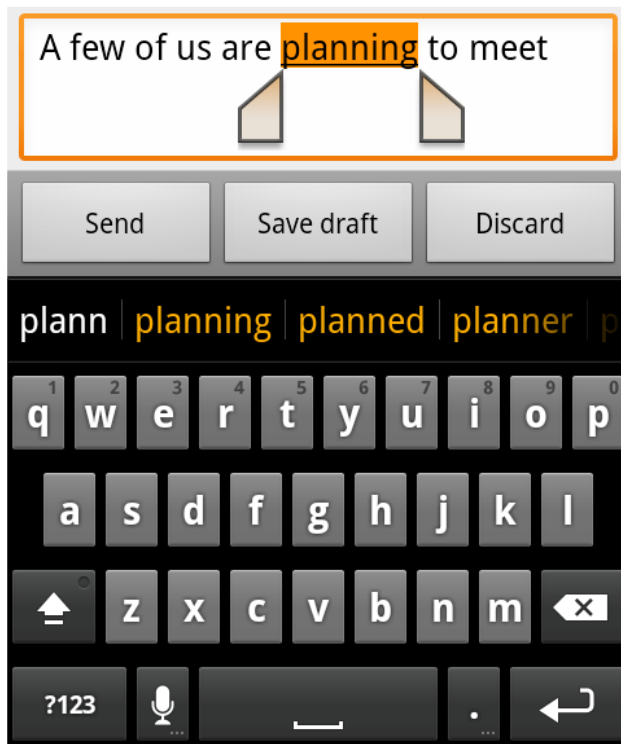 A few of us are planning to meet
Send Save draft Discard
plann planning planned planner p
1 2 3 4 5 6 7 8 9 0
q w e r t y u i o p
a s d f g h j k l
z x c v b n m
?123 .